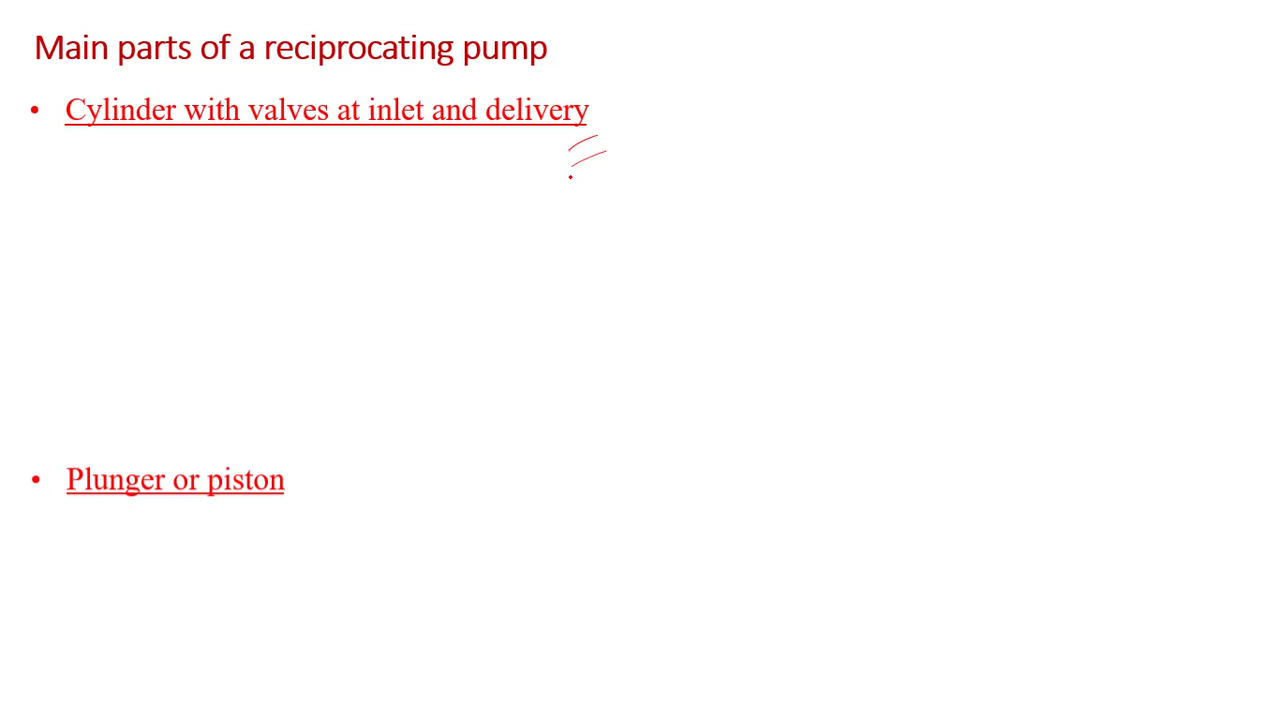 Main parts of a reciprocating pump
• Cylinder with valves at inlet and delivery
• Plunger or piston